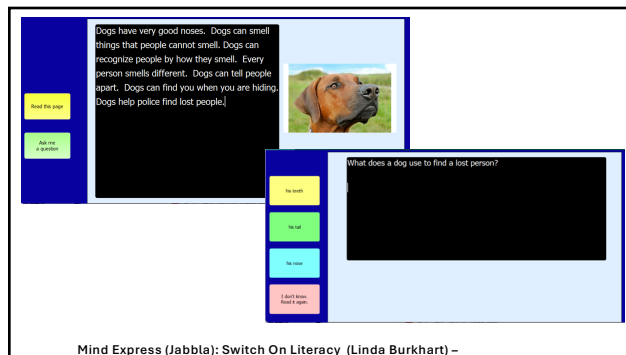 Dogs have very good noses.  Dogs can smell
things that people cannot smell. Dogs can
recognize people by how they smell.  Every
person smells different.  Dogs can tell people
apart.  Dogs can find you when you are hiding.
Dogs help police find lost people.
Read this page
Ask me
a question
What does a dog use to find a lost person?
his teeth
his tail
his nose
I don't know.
Read it again.
Mind Express (Jabbla): Switch On Literacy (Linda Burkhart) –